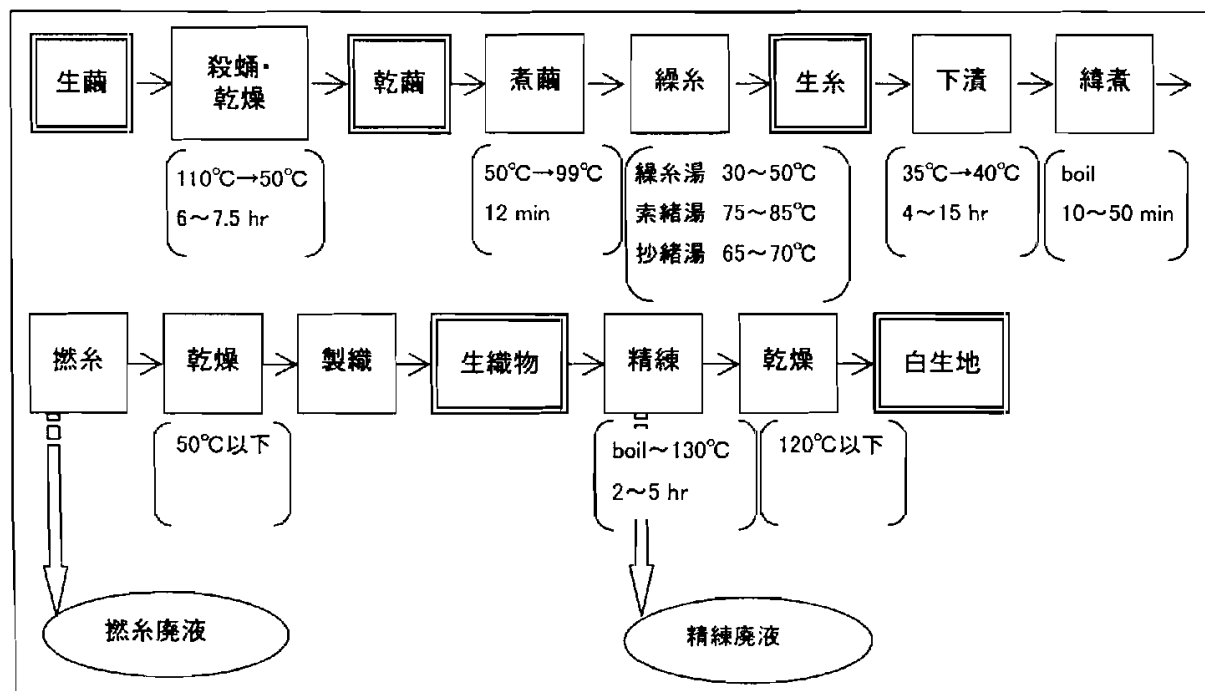 生繭
殺蛹・
乾燥
乾繭
煮繭
繰糸
生糸
下漬
緯煮
110℃→50℃
6～7.5 hr
50℃→99℃
12 min
繰糸湯 30～50℃
索緒湯 75～85℃
抄緒湯 65～70℃
35℃→40℃
4～15 hr
boil
10～50 min
撚糸
乾燥
製織
生織物
精練
乾燥
白生地
50℃以下
boil～130℃
2～5 hr
120℃以下
撚糸廃液
精練廃液